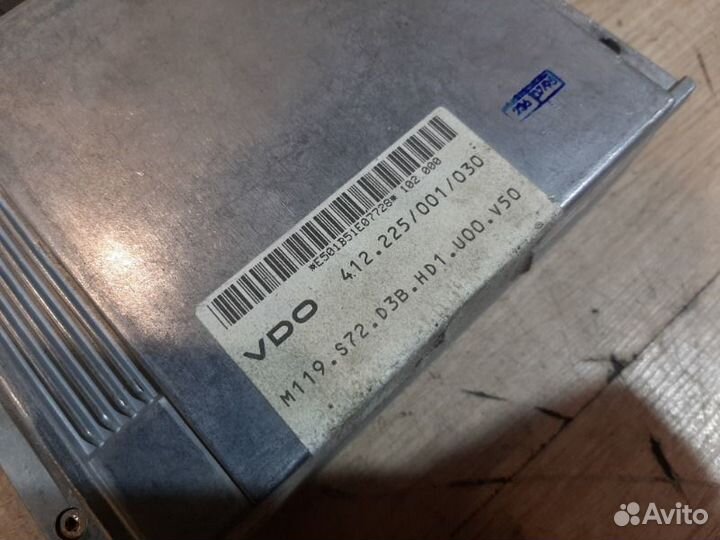 *E501B51E07728* 102 000
VDO 412.225/001/030
M119.S72.D3B.HD1.U00.V50
Avito